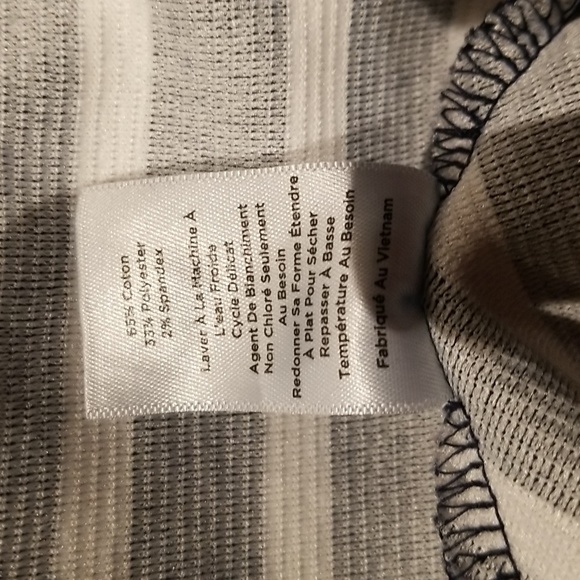 65% Coton
33% Polyester
2% Spandex
Laver À La Machine À
L'eau Froide
Cycle Délicat
Agent De Blanchiment
Non Chloré Seulement
Au Besoin
Redonner Sa Forme Étendre
À Plat Pour Sécher
Repasser À Basse
Température Au Besoin
Fabriqué Au Vietnam